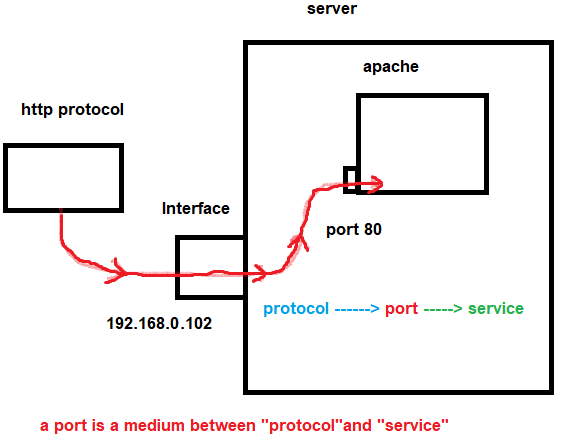 server
apache
http protocol
Interface
port 80
192.168.0.102
protocol ------> port -----> service
a port is a medium between "protocol"and "service"